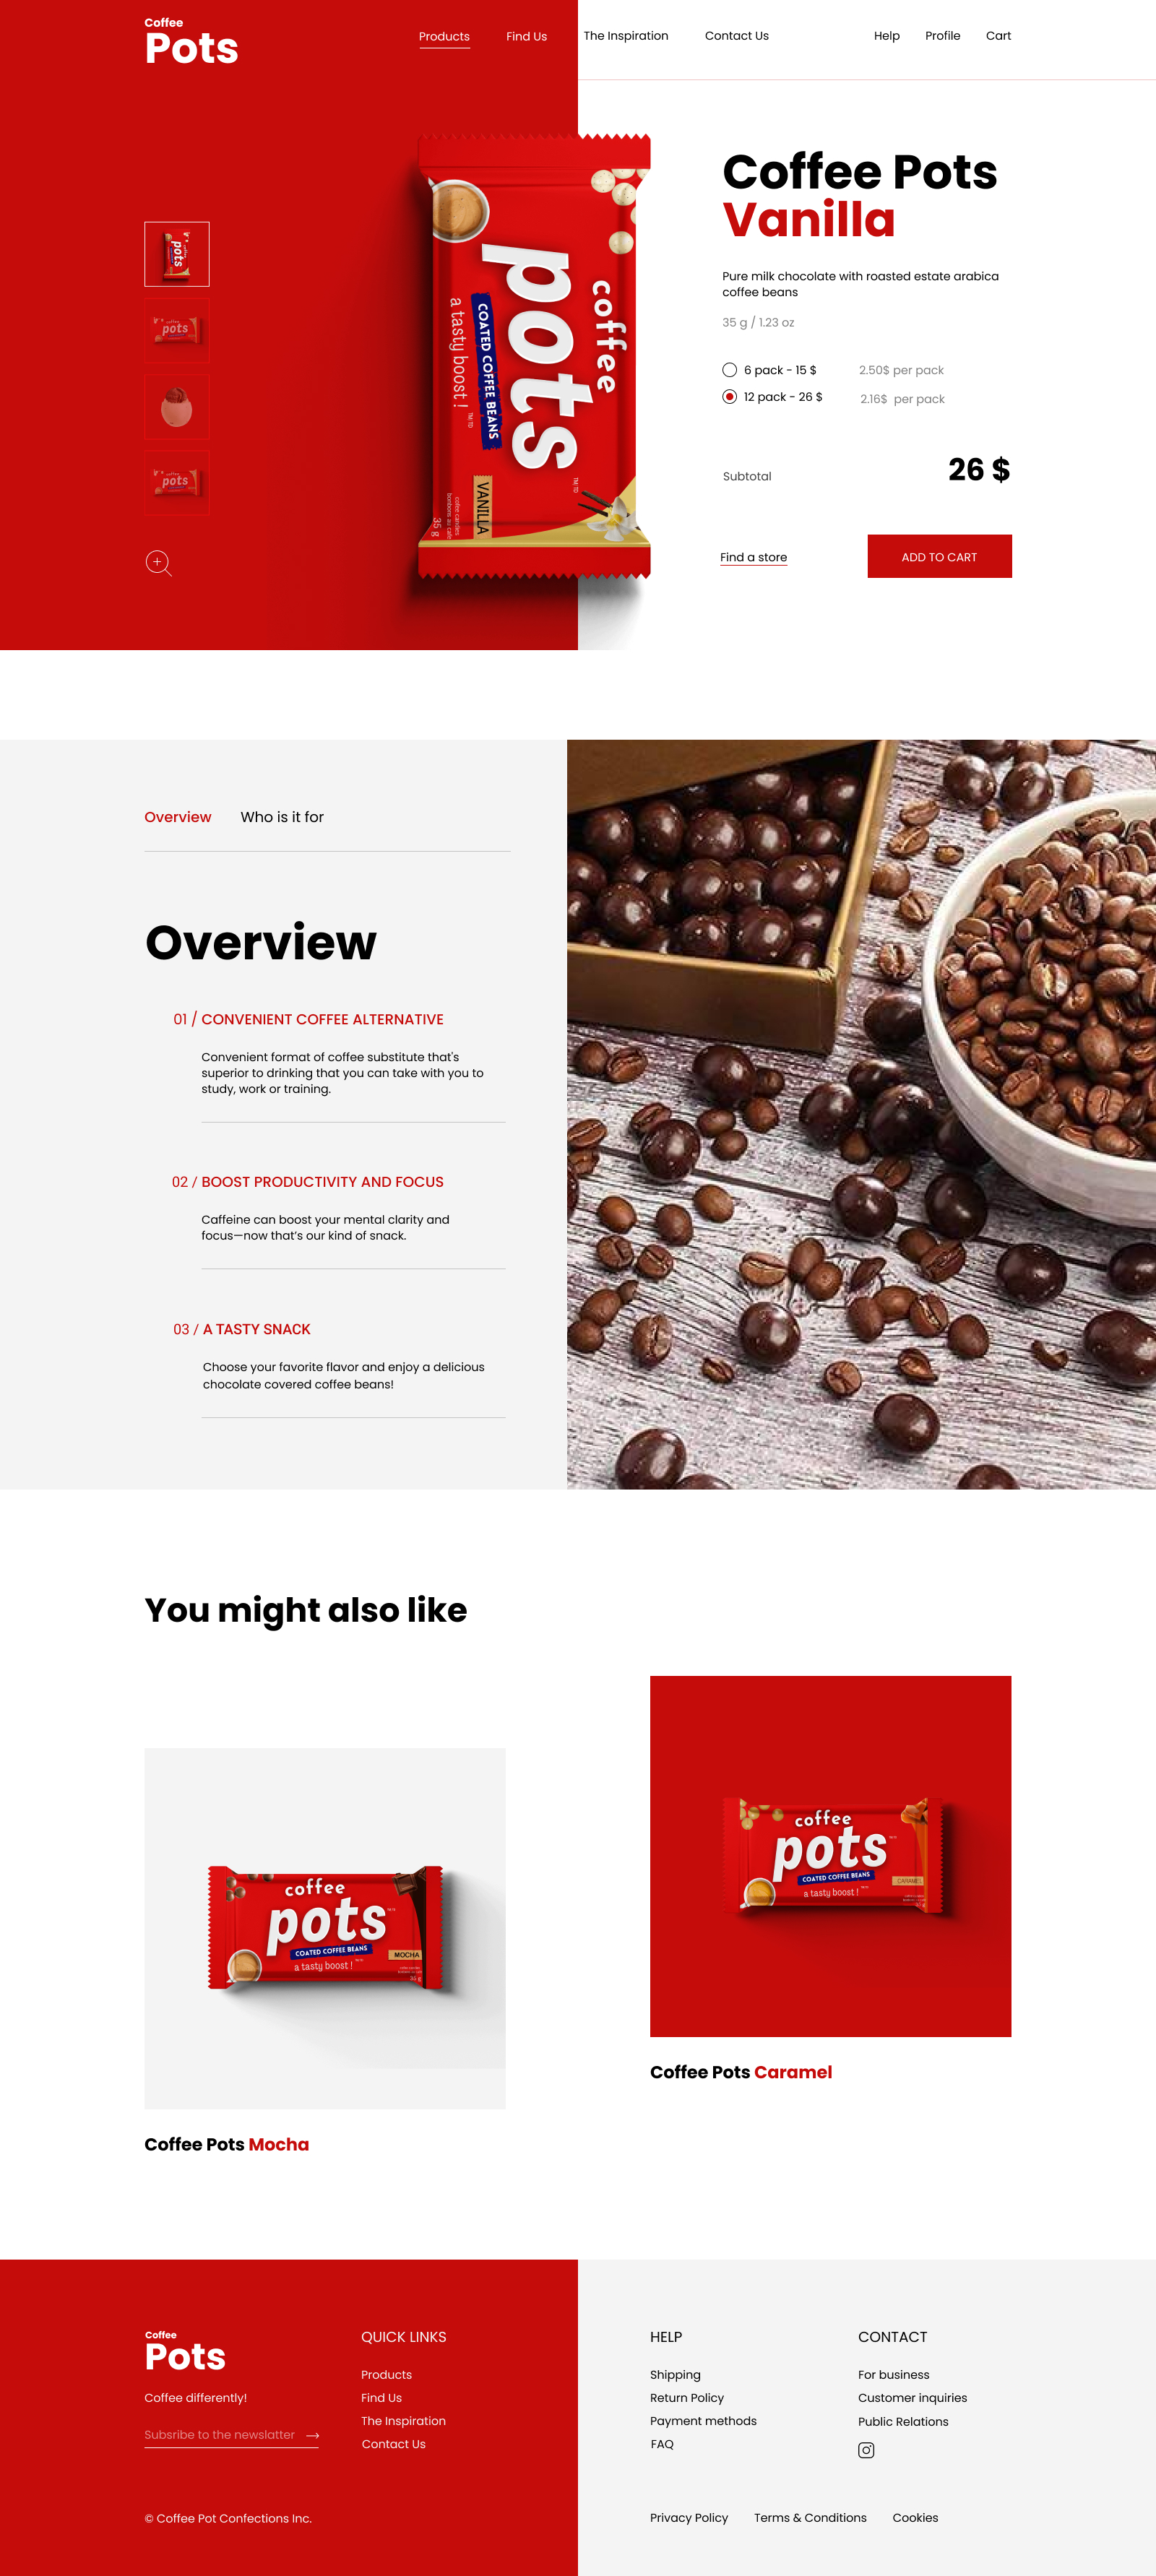 Coffee
Pots
Products
Find Us
The Inspiration
Contact Us
Help
Profile
Cart
Coffee Pots
Vanilla
Pure milk chocolate with roasted estate arabica
coffee beans
35 g / 1.23 oz
6 pack - 15 $
2.50$ per pack
12 pack - 26 $
2.16$ per pack
Subtotal
26 $
Find a store
ADD TO CART
coffee
pots
COATED COFFEE BEANS
a tasty boost!
VANILLA
35 g
pots
pots
pots
Overview
Who is it for
Overview
01 / CONVENIENT COFFEE ALTERNATIVE
Convenient format of coffee substitute that's
superior to drinking that you can take with you to
study, work or training.
02 / BOOST PRODUCTIVITY AND FOCUS
Caffeine can boost your mental clarity and
focus—now that's our kind of snack.
03 / A TASTY SNACK
Choose your favorite flavor and enjoy a delicious
chocolate covered coffee beans!
You might also like
coffee
pots
COATED COFFEE BEANS
a tasty boost!
MOCHA
Coffee Pots Mocha
coffee
pots
COATED COFFEE BEANS
a tasty boost!
CARAMEL
Coffee Pots Caramel
Coffee
Pots
Coffee differently!
Subsribe to the newslatter
© Coffee Pot Confections Inc.
QUICK LINKS
Products
Find Us
The Inspiration
Contact Us
HELP
Shipping
Return Policy
Payment methods
FAQ
CONTACT
For business
Customer inquiries
Public Relations
Privacy Policy
Terms & Conditions
Cookies